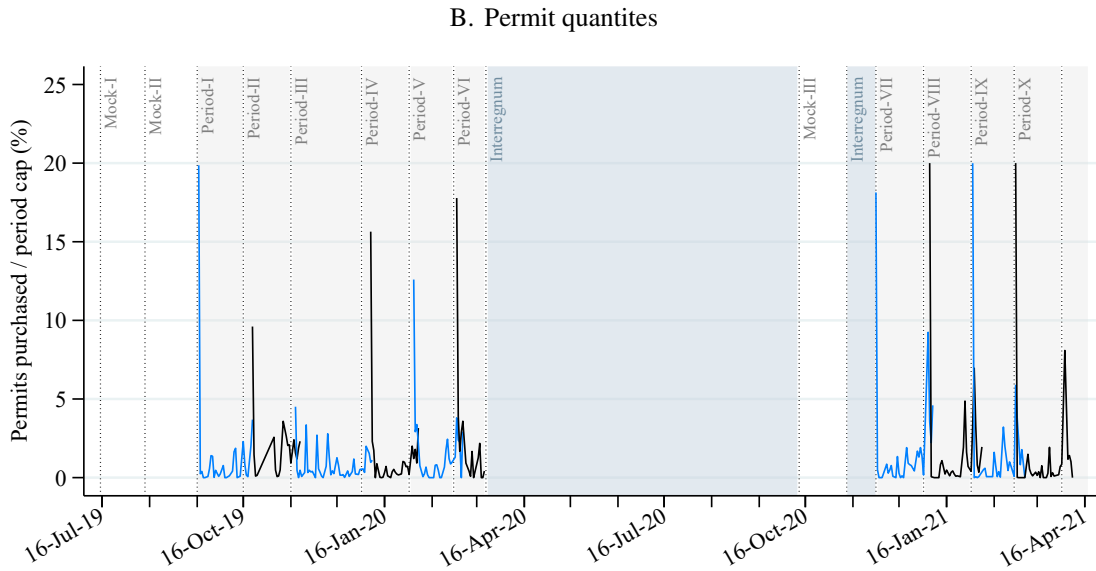 B. Permit quantites
Permits purchased / period cap (%)
25
20
15
10
5
0
Mock-I
Mock-II
Period-I
Period-II
Period-III
Period-IV
Period-V
Period-VI
Interregnum
Mock-III
Interregnum
Period-VII
Period-VIII
Period-IX
Period-X
16-Jul-19
16-Oct-19
16-Jan-20
16-Apr-20
16-Jul-20
16-Oct-20
16-Jan-21
16-Apr-21